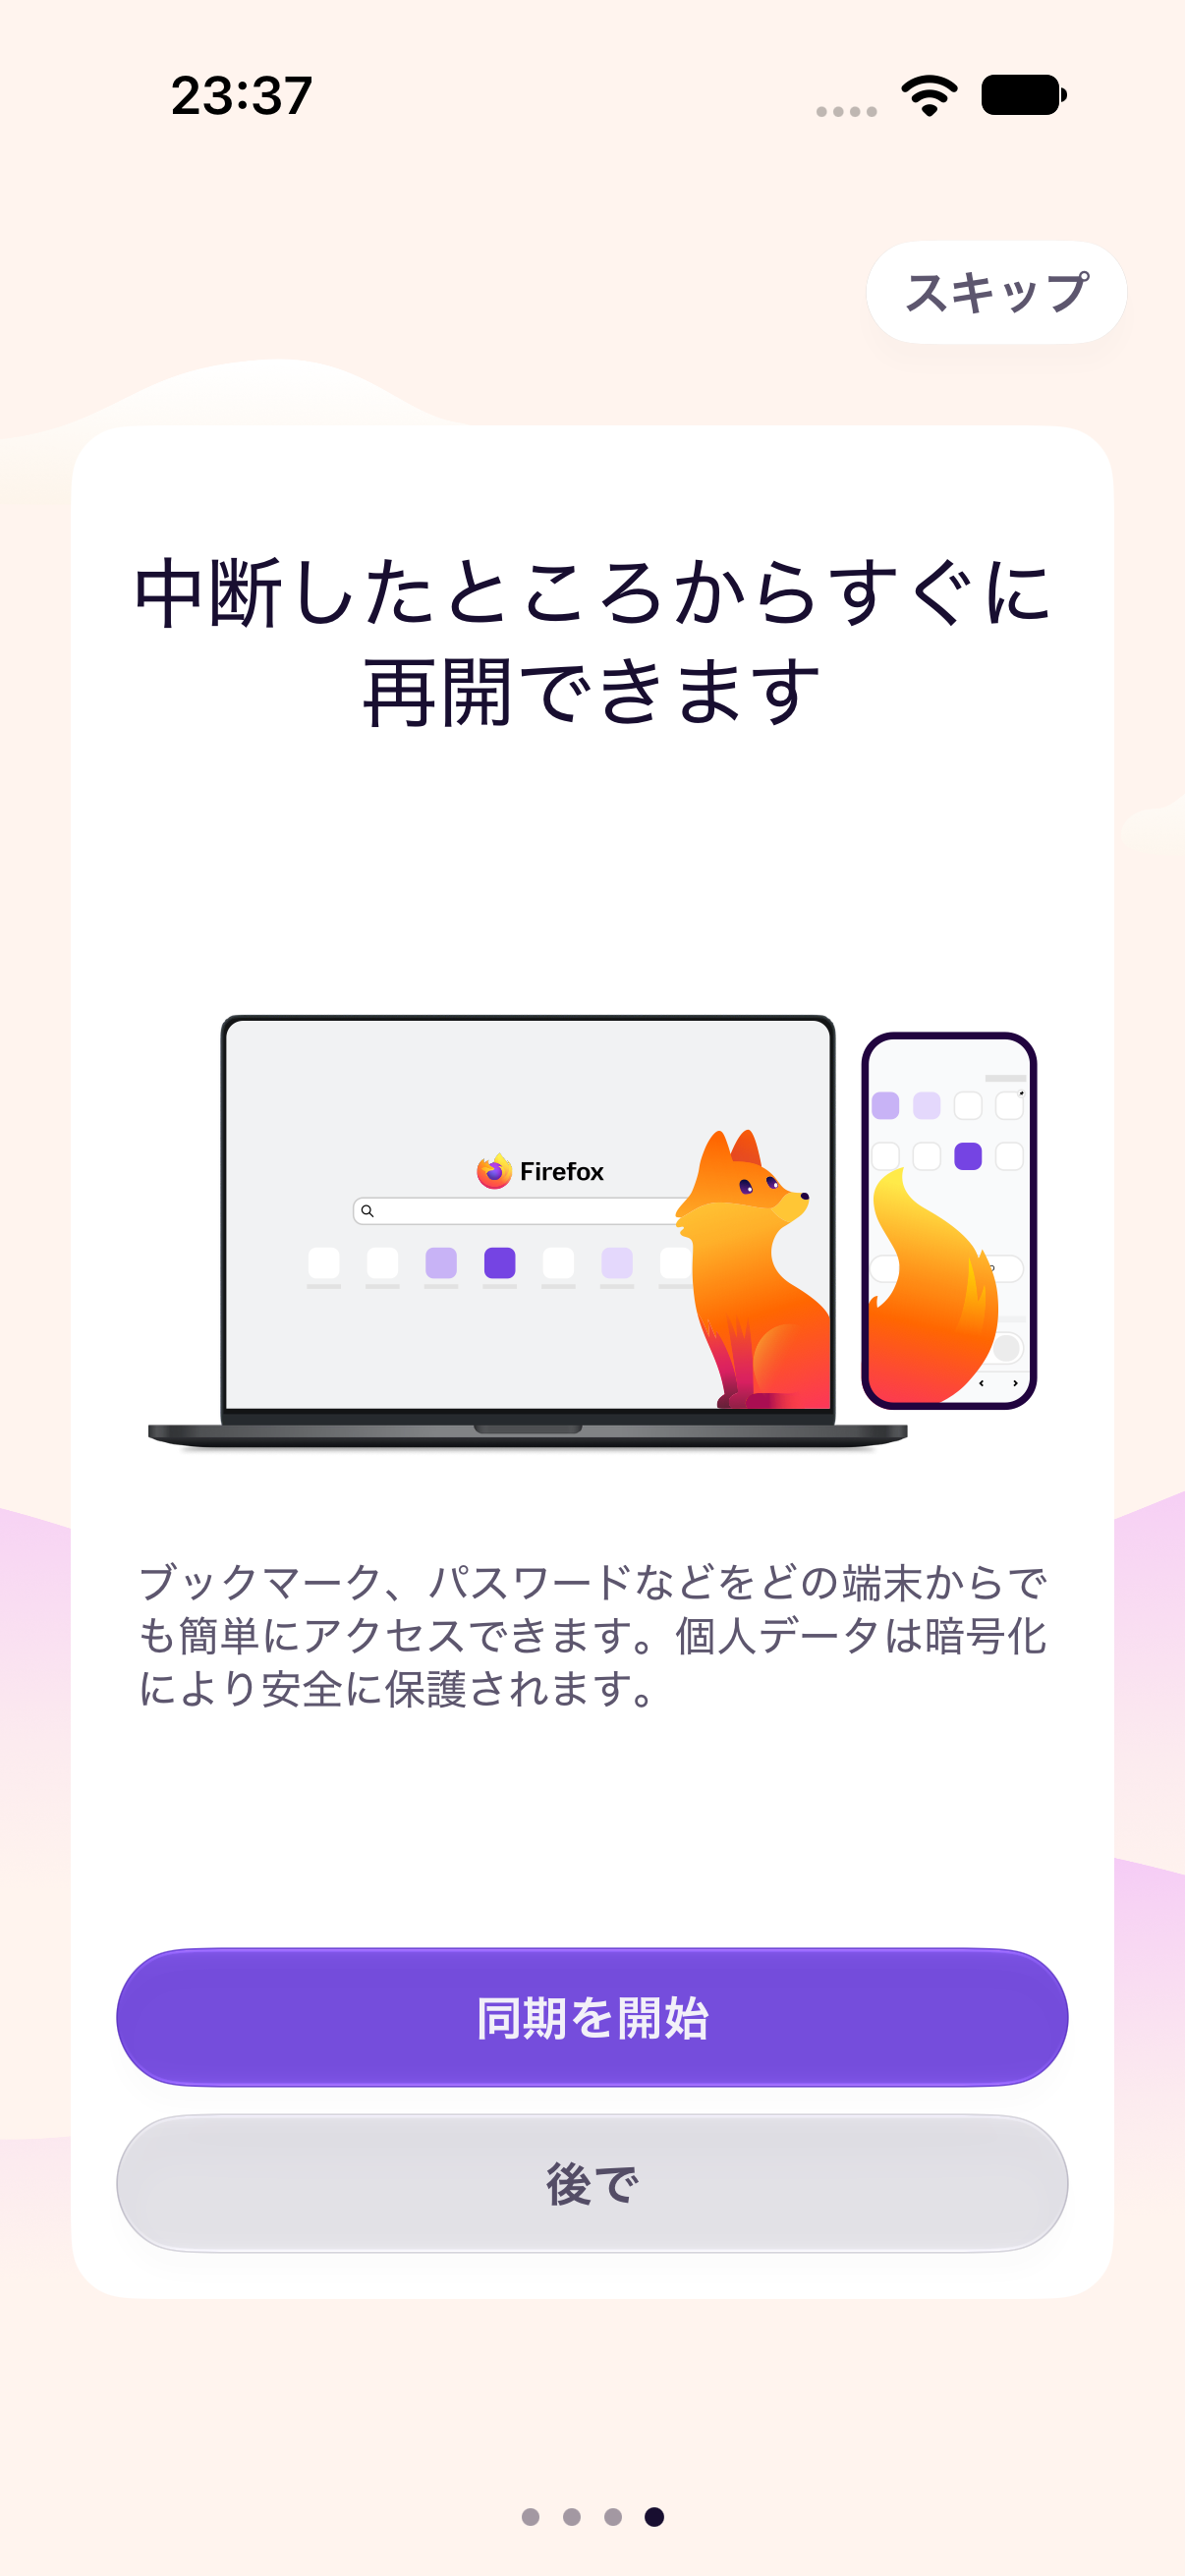 23:37
スキップ
中断したところからすぐに
再開できます
Firefox
ブックマーク、パスワードなどをどの端末からで
も簡単にアクセスできます。個人データは暗号化
により安全に保護されます。
同期を開始
後で